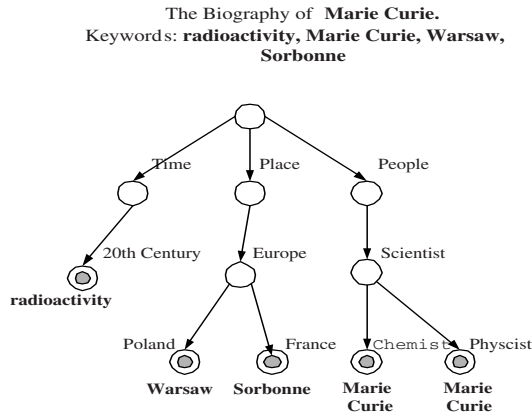 The Biography of Marie Curie.
Keywords: radioactivity, Marie Curie, Warsaw,
Sorbonne
Time Place People
20th Century Europe Scientist
radioactivity
Poland France Chemist Physcist
Warsaw Sorbonne Marie Marie
Curie Curie